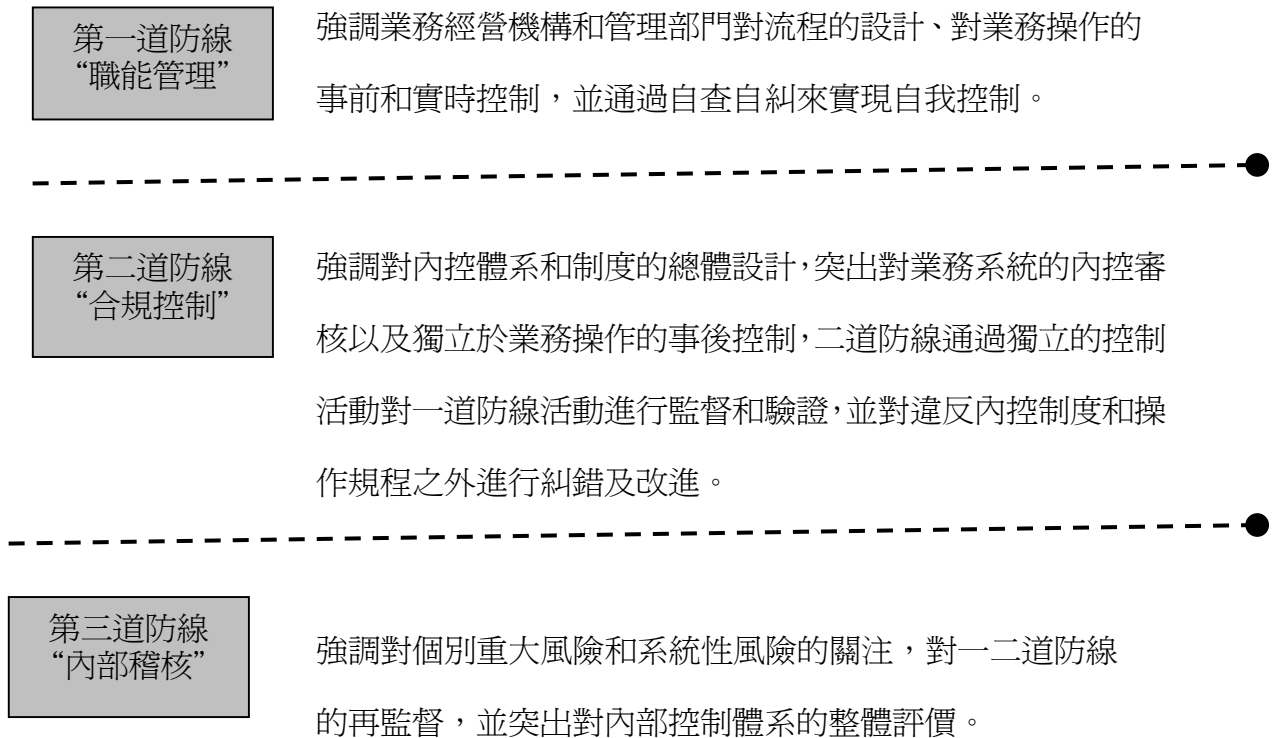 第一道防線
“職能管理”
強調業務經營機構和管理部門對流程的設計、對業務操作的
事前和實時控制，並通過自查自糾來實現自我控制。
第二道防線
“合規控制”
強調對內控體系和制度的總體設計，突出對業務系統的內控審
核以及獨立於業務操作的事後控制，二道防線通過獨立的控制
活動對一道防線活動進行監督和驗證，並對違反內控制度和操
作規程之外進行糾錯及改進。
第三道防線
“內部稽核”
強調對個別重大風險和系統性風險的關注，對一二道防線
的再監督，並突出對內部控制體系的整體評價。